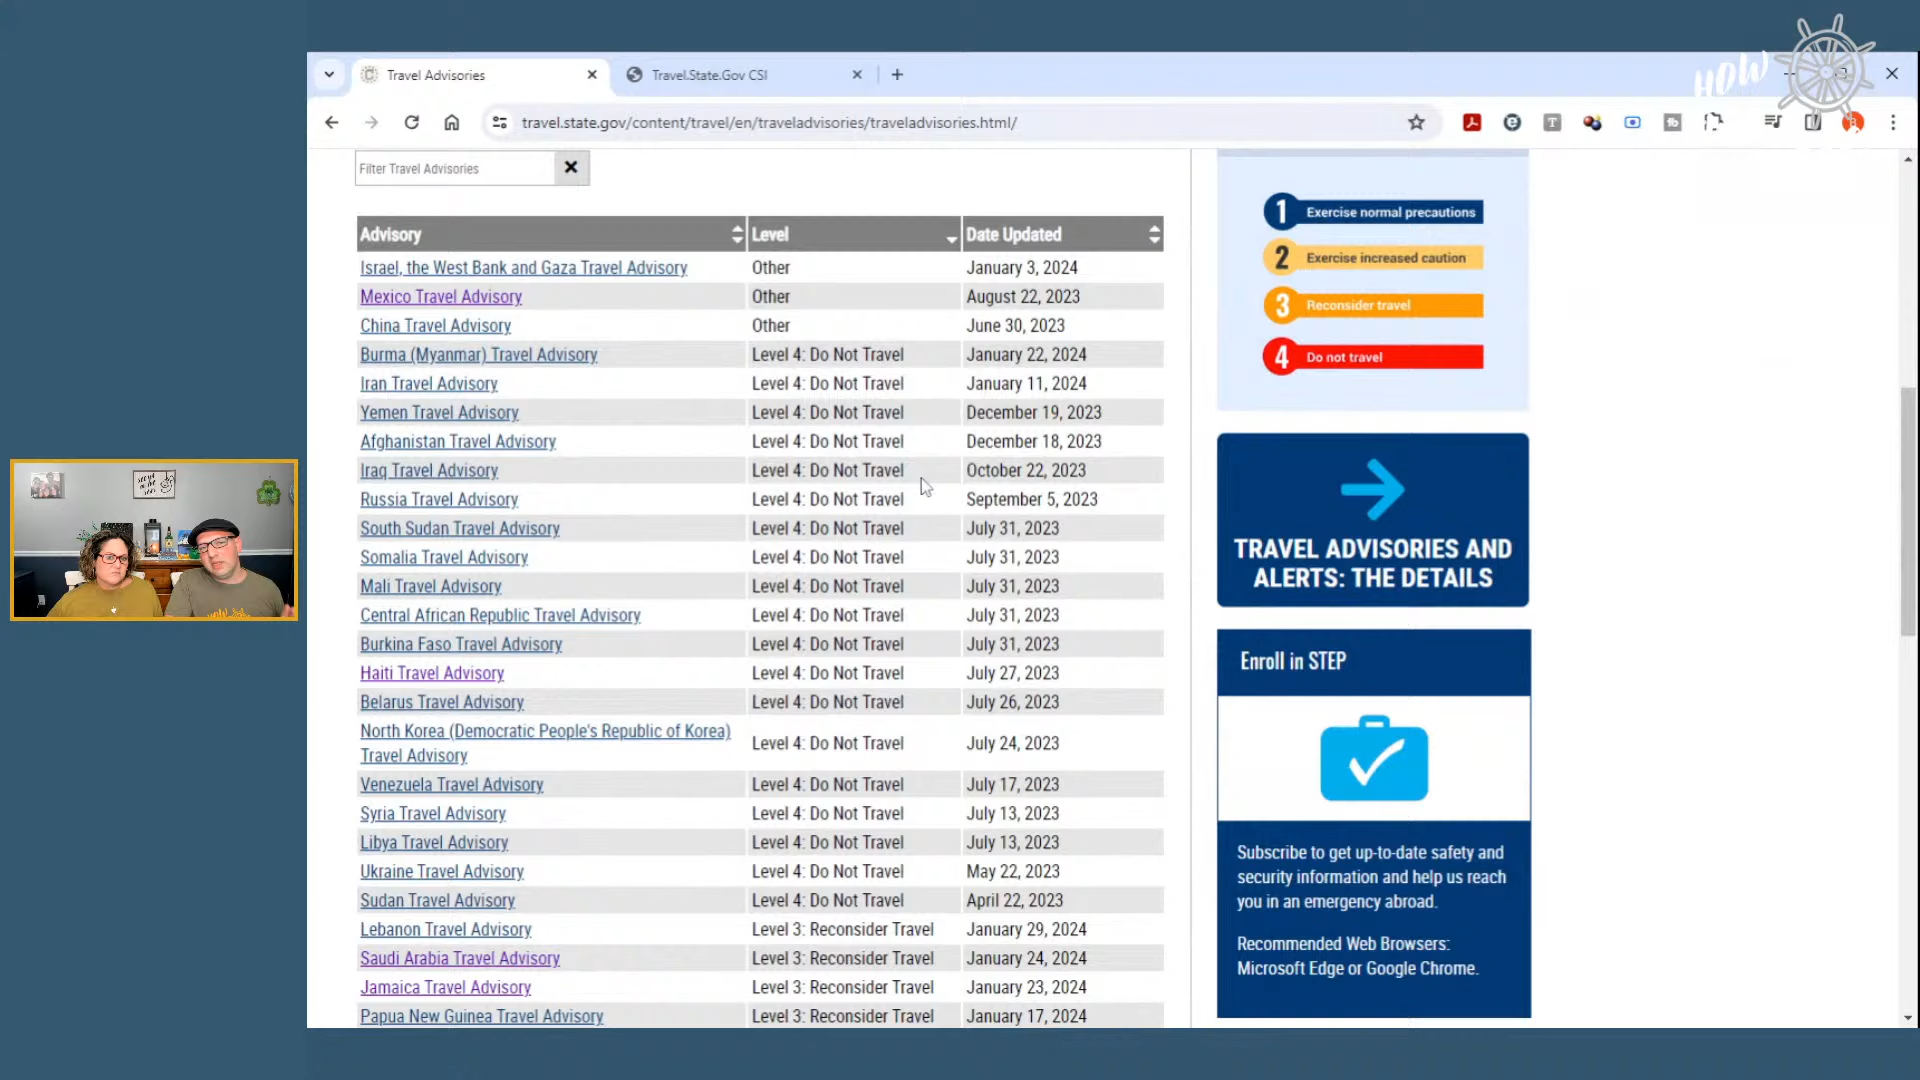 HOW
Travel Advisories
Travel.State.Gov CSI
travel.state.gov/content/travel/en/traveladvisories/traveladvisories.html/
Filter Travel Advisories
Advisory Level Date Updated
Israel, the West Bank and Gaza Travel Advisory Other January 3, 2024
Mexico Travel Advisory Other August 22, 2023
China Travel Advisory Other June 30, 2023
Burma (Myanmar) Travel Advisory Level 4: Do Not Travel January 22, 2024
Iran Travel Advisory Level 4: Do Not Travel January 11, 2024
Yemen Travel Advisory Level 4: Do Not Travel December 19, 2023
Afghanistan Travel Advisory Level 4: Do Not Travel December 18, 2023
Iraq Travel Advisory Level 4: Do Not Travel October 22, 2023
Russia Travel Advisory Level 4: Do Not Travel September 5, 2023
South Sudan Travel Advisory Level 4: Do Not Travel July 31, 2023
Somalia Travel Advisory Level 4: Do Not Travel July 31, 2023
Mali Travel Advisory Level 4: Do Not Travel July 31, 2023
Central African Republic Travel Advisory Level 4: Do Not Travel July 31, 2023
Burkina Faso Travel Advisory Level 4: Do Not Travel July 31, 2023
Haiti Travel Advisory Level 4: Do Not Travel July 27, 2023
Belarus Travel Advisory Level 4: Do Not Travel July 26, 2023
North Korea (Democratic People's Republic of Korea)
Travel Advisory Level 4: Do Not Travel July 24, 2023
Venezuela Travel Advisory Level 4: Do Not Travel July 17, 2023
Syria Travel Advisory Level 4: Do Not Travel July 13, 2023
Libya Travel Advisory Level 4: Do Not Travel July 13, 2023
Ukraine Travel Advisory Level 4: Do Not Travel May 22, 2023
Sudan Travel Advisory Level 4: Do Not Travel April 22, 2023
Lebanon Travel Advisory Level 3: Reconsider Travel January 29, 2024
Saudi Arabia Travel Advisory Level 3: Reconsider Travel January 24, 2024
Jamaica Travel Advisory Level 3: Reconsider Travel January 23, 2024
Papua New Guinea Travel Advisory Level 3: Reconsider Travel January 17, 2024
1 Exercise normal precautions
2 Exercise increased caution
3 Reconsider travel
4 Do not travel
TRAVEL ADVISORIES AND
ALERTS: THE DETAILS
Enroll in STEP
Subscribe to get up-to-date safety and
security information and help us reach
you in an emergency abroad.
Recommended Web Browsers:
Microsoft Edge or Google Chrome.